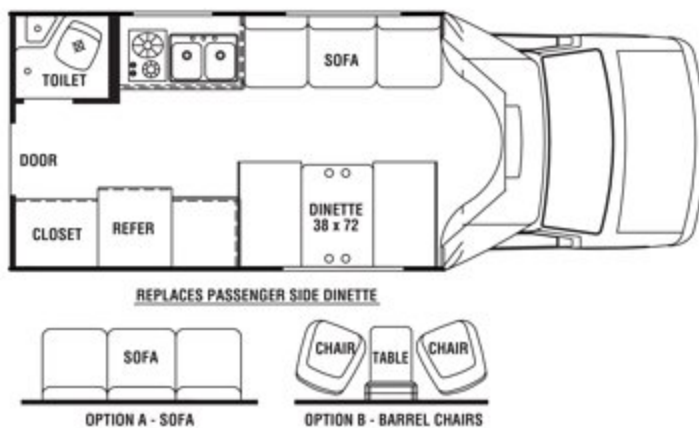 TOILET
SOFA
DOOR
CLOSET
REFER
DINETTE
38 x 72
REPLACES PASSENGER SIDE DINETTE
SOFA
OPTION A - SOFA
CHAIR
TABLE
CHAIR
OPTION B - BARREL CHAIRS